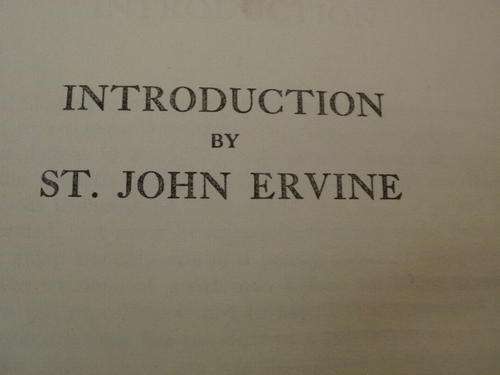 INTRODUCTION
BY
ST. JOHN ERVINE